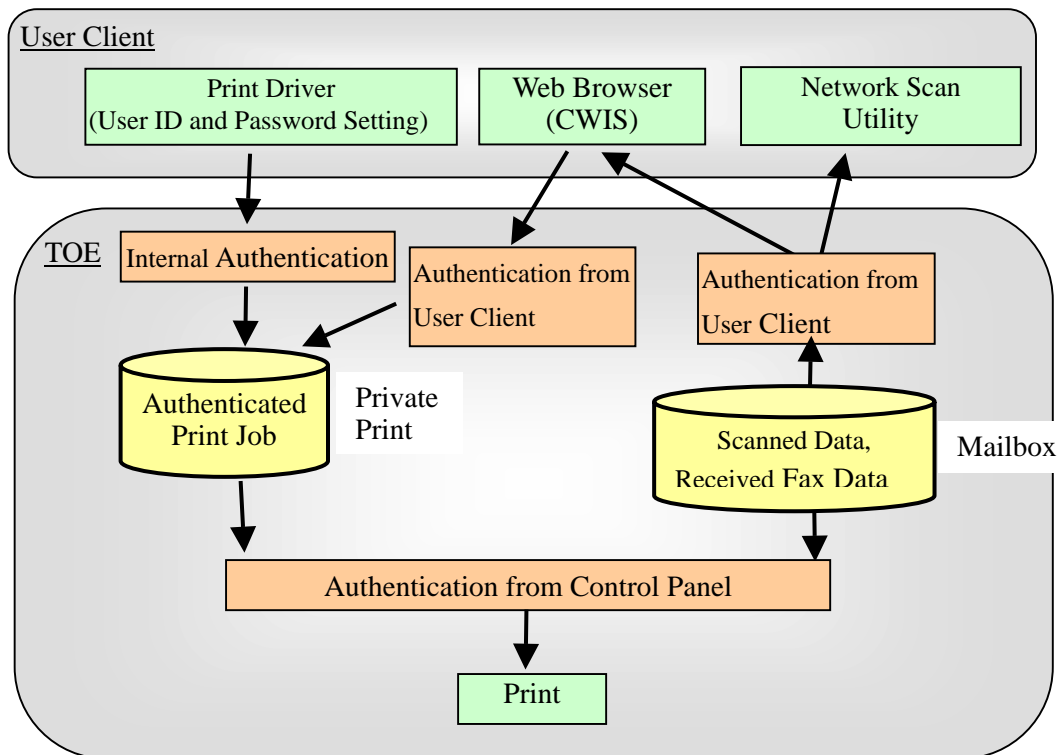 User Client
Print Driver
(User ID and Password Setting)
Web Browser
(CWIS)
Network Scan
Utility
TOE
Internal Authentication
Authentication from
User Client
Authentication from
User Client
Authenticated
Print Job
Private
Print
Scanned Data,
Received Fax Data
Mailbox
Authentication from Control Panel
Print